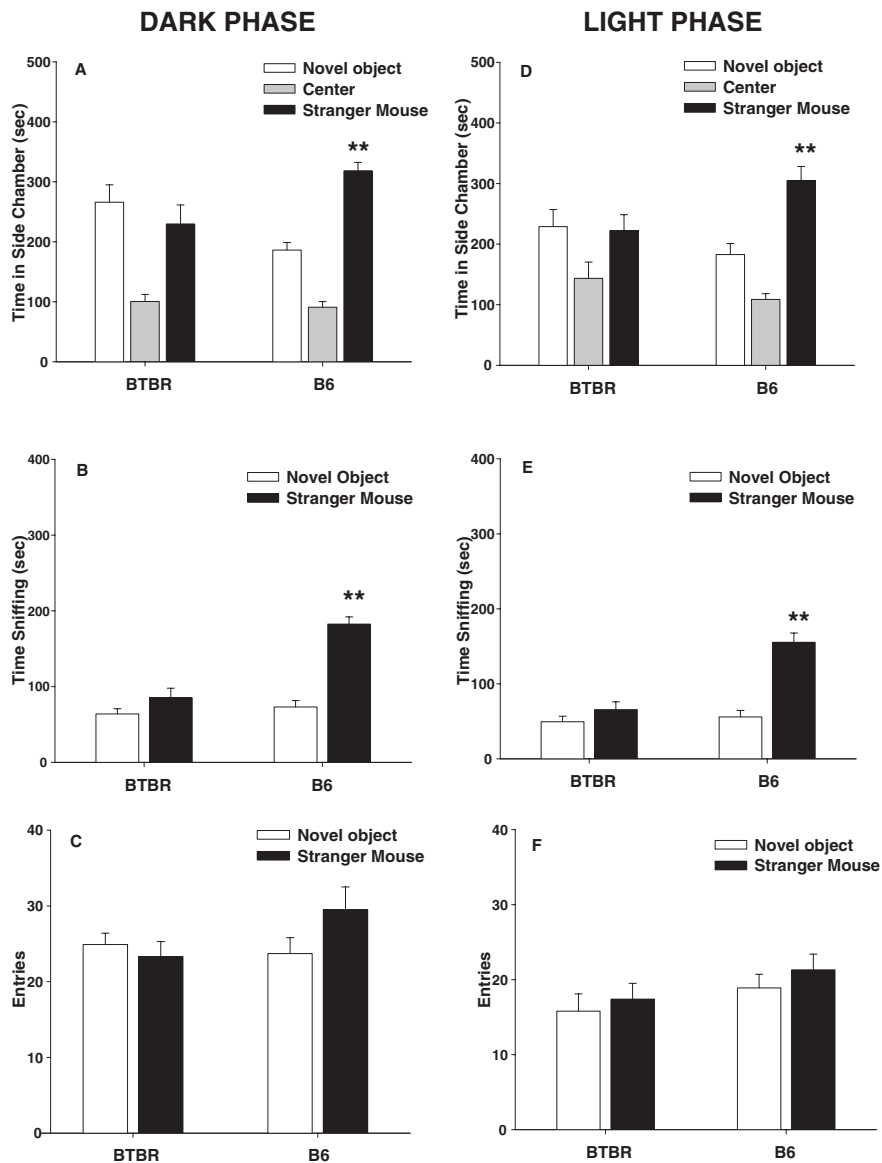 DARK PHASE
LIGHT PHASE
A
Novel object
Center
Stranger Mouse
Time in Side Chamber (sec)
500
400
300
200
100
0
**
BTBR
B6
D
Novel object
Center
Stranger Mouse
Time in Side Chamber (sec)
500
400
300
200
100
0
**
BTBR
B6
B
Novel Object
Stranger Mouse
Time Sniffing (sec)
400
300
200
100
0
**
BTBR
B6
E
Novel Object
Stranger Mouse
Time Sniffing (sec)
400
300
200
100
0
**
BTBR
B6
C
Novel object
Stranger Mouse
Entries
40
30
20
10
0
BTBR
B6
F
Novel object
Stranger Mouse
Entries
40
30
20
10
0
BTBR
B6